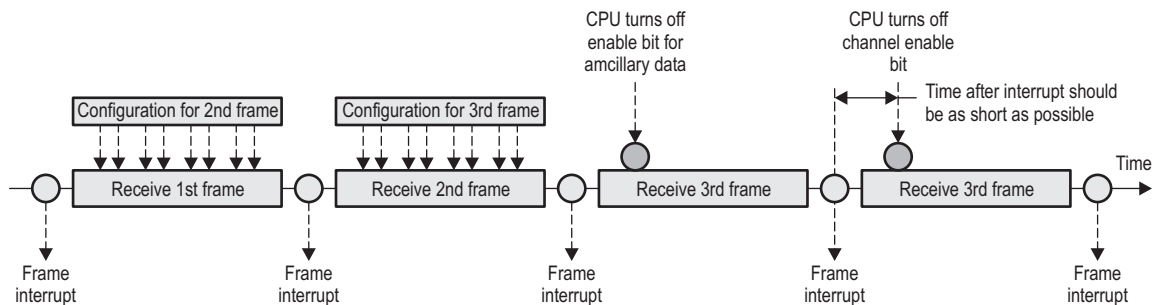 CPU turns off
enable bit for
amcillary data
CPU turns off
channel enable
bit
Configuration for 2nd frame
Configuration for 3rd frame
Time after interrupt should
be as short as possible
Receive 1st frame
Receive 2nd frame
Receive 3rd frame
Receive 3rd frame
Time
Frame
interrupt
Frame
interrupt
Frame
interrupt
Frame
interrupt
Frame
interrupt